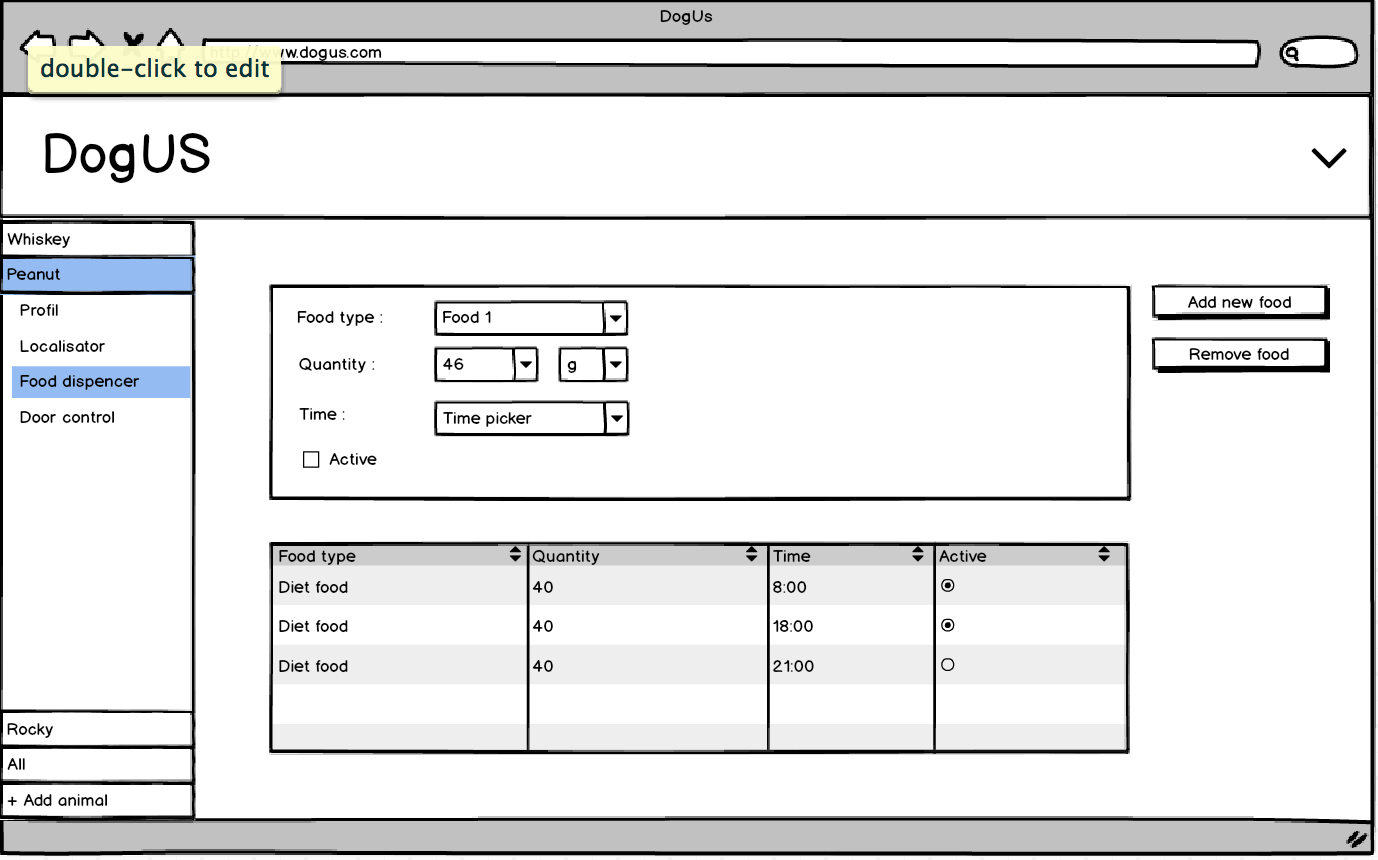 DogUs
http://www.dogus.com
double-click to edit
DogUS
Whiskey
Peanut
Profil
Localisator
Food dispencer
Door control
Rocky
All
+ Add animal
Food type : Food 1
Quantity : 46 g
Time : Time picker
Active
Add new food
Remove food
Food type Quantity Time Active
Diet food 40 8:00
Diet food 40 18:00
Diet food 40 21:00